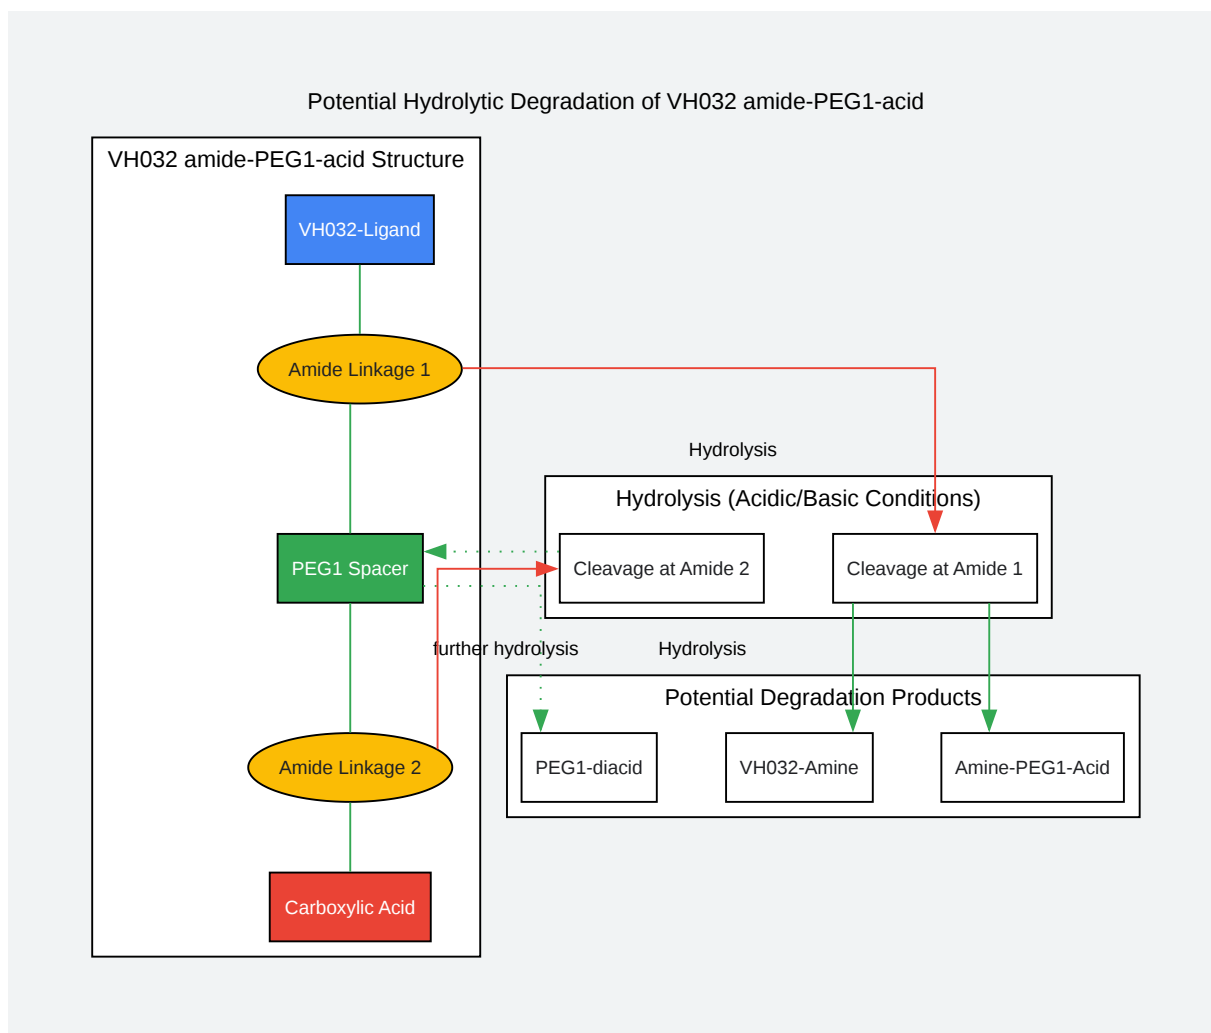 Potential Hydrolytic Degradation of VH032 amide-PEG1-acid
VH032 amide-PEG1-acid Structure
VH032-Ligand
Amide Linkage 1
Hydrolysis
Hydrolysis (Acidic/Basic Conditions)
PEG1 Spacer
Cleavage at Amide 2
Cleavage at Amide 1
further hydrolysis
Hydrolysis
Potential Degradation Products
Amide Linkage 2
PEG1-diacid
VH032-Amine
Amine-PEG1-Acid
Carboxylic Acid